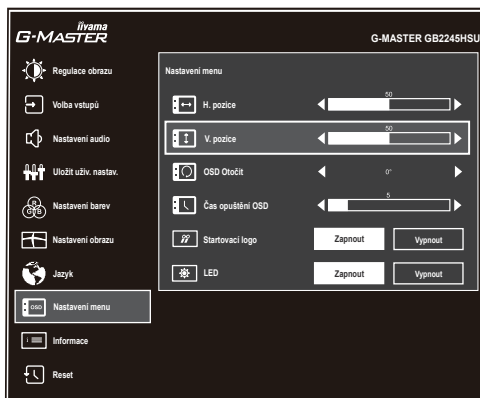 iiyama
G-MASTER
G-MASTER GB2245HSU
Regulace obrazu
Volba vstupů
Nastavení audio
Uložit uživ. nastav.
R
G B
Nastavení barev
Nastavení obrazu
Jazyk
OSD
Nastavení menu
i
Informace
Reset
Nastavení menu
H. pozice
50
V. pozice
50
OSD Otočit
0°
Čas opuštění OSD
5
Startovací logo
Zapnout
Vypnout
LED
Zapnout
Vypnout